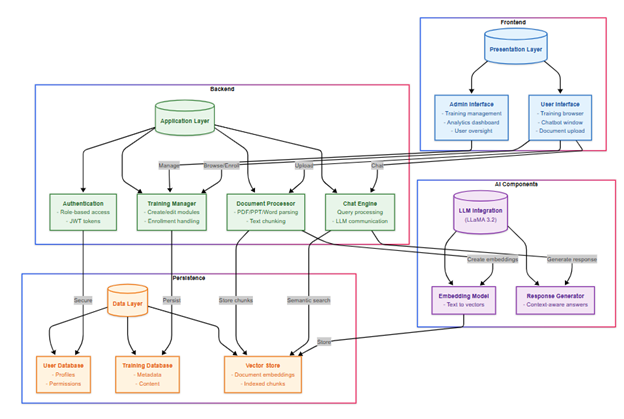 Frontend
Presentation Layer
Admin Interface
- Training management
- Analytics dashboard
- User oversight
User Interface
- Training browser
- Chatbot window
- Document upload
Backend
Application Layer
Manage
Browse/Enroll
Upload
Chat
Authentication
- Role-based access
- JWT tokens
Training Manager
- Create/edit modules
- Enrollment handling
Document Processor
- PDF/PPT/Word parsing
- Text chunking
Chat Engine
- Query processing
- LLM communication
AI Components
LLM Integration
(LLaMA 3.2)
Create embeddings
Generate response
Embedding Model
- Text to vectors
Response Generator
- Context-aware answers
Persistence
Data Layer
Secure
Persist
Store chunks
Semantic search
Store
User Database
- Profiles
- Permissions
Training Database
- Metadata
- Content
Vector Store
- Document embeddings
- Indexed chunks